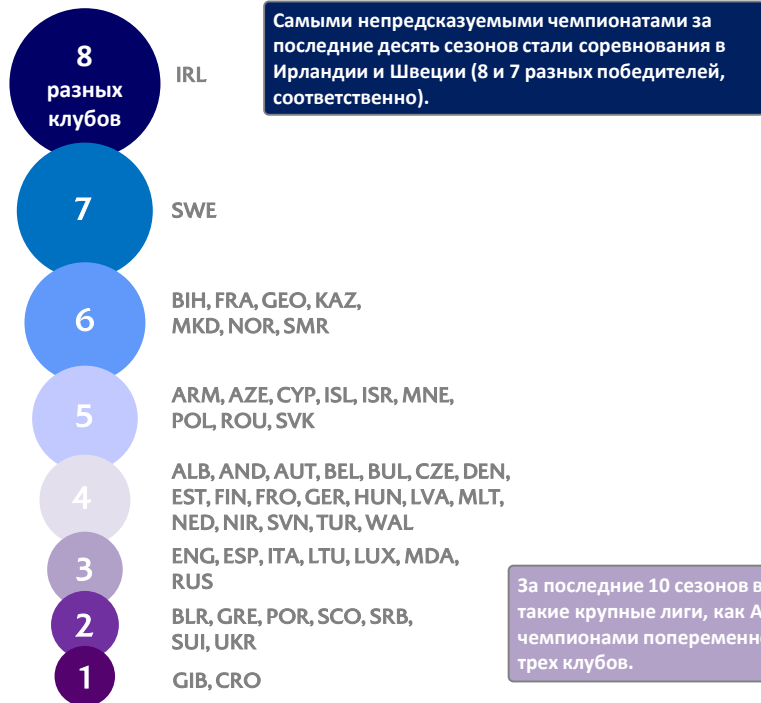 8
разных
клубов
IRL
Самыми непредсказуемыми чемпионатами за
последние десять сезонов стали соревнования в
Ирландии и Швеции (8 и 7 разных победителей,
соответственно).
7
SWE
6
BIH, FRA, GEO, KAZ,
MKD, NOR, SMR
5
ARM, AZE, CYP, ISL, ISR, MNE,
POL, ROU, SVK
4
ALB, AND, AUT, BEL, BUL, CZE, DEN,
EST, FIN, FRO, GER, HUN, LVA, MLT,
NED, NIR, SVN, TUR, WAL
3
ENG, ESP, ITA, LTU, LUX, MDA,
RUS
2
BLR, GRE, POR, SCO, SRB,
SUI, UKR
1
GIB, CRO
За последние 10 сезонов в
такие крупные лиги, как А
чемпионами попеременн
трех клубов.